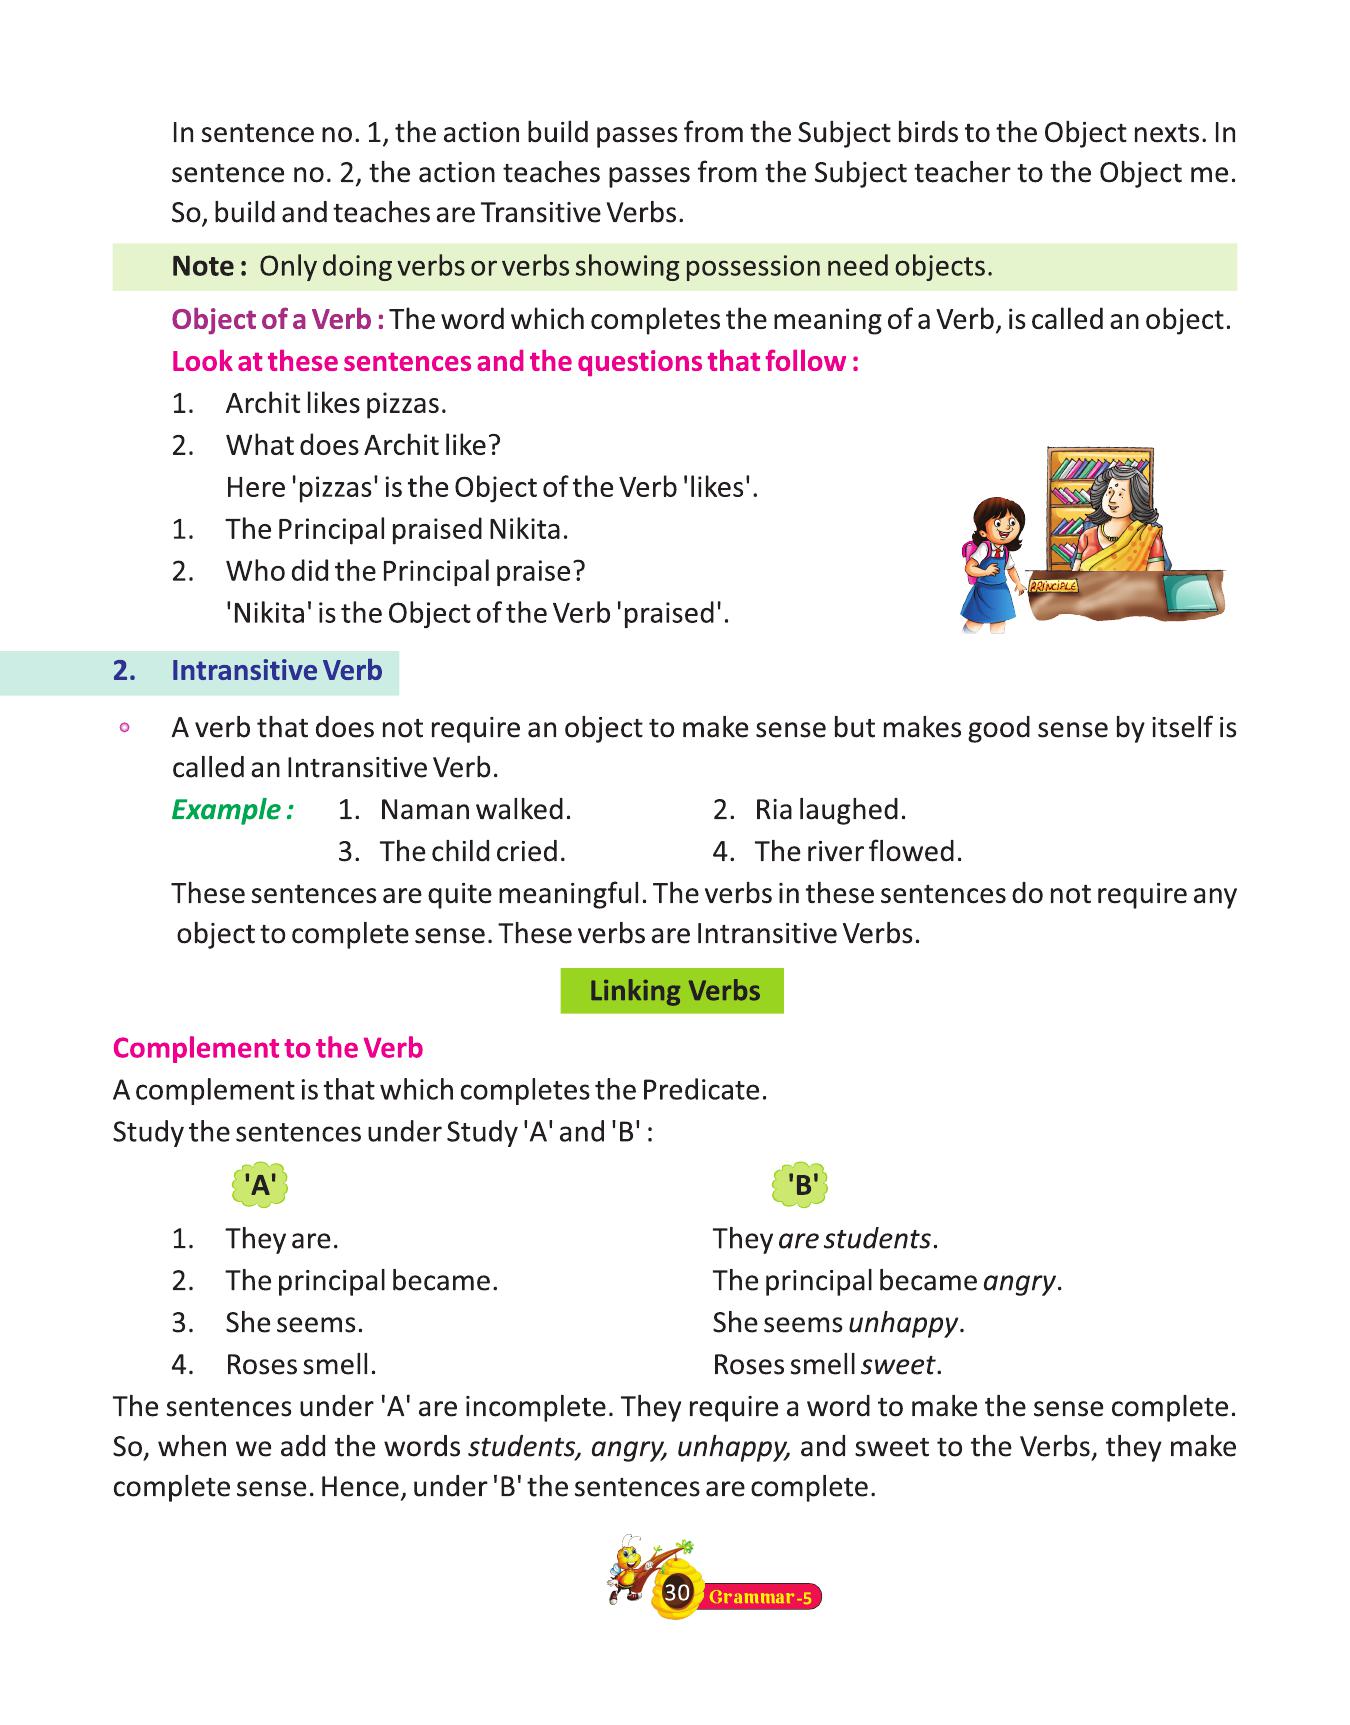 In sentence no. 1, the action build passes from the Subject birds to the Object nexts. In
sentence no. 2, the action teaches passes from the Subject teacher to the Object me.
So, build and teaches are Transitive Verbs.
Note : Only doing verbs or verbs showing possession need objects.
Object of a Verb : The word which completes the meaning of a Verb, is called an object.
Look at these sentences and the questions that follow :
1. Archit likes pizzas.
2. What does Archit like?
Here 'pizzas' is the Object of the Verb 'likes'.
1. The Principal praised Nikita.
2. Who did the Principal praise?
'Nikita' is the Object of the Verb 'praised'.
PRINCIPLE
2. Intransitive Verb
A verb that does not require an object to make sense but makes good sense by itself is
called an Intransitive Verb.
Example : 1. Naman walked. 2. Ria laughed.
3. The child cried. 4. The river flowed.
These sentences are quite meaningful. The verbs in these sentences do not require any
object to complete sense. These verbs are Intransitive Verbs.
Linking Verbs
Complement to the Verb
A complement is that which completes the Predicate.
Study the sentences under Study 'A' and 'B' :
'A' 'B'
1. They are. They are students.
2. The principal became. The principal became angry.
3. She seems. She seems unhappy.
4. Roses smell. Roses smell sweet.
The sentences under 'A' are incomplete. They require a word to make the sense complete.
So, when we add the words students, angry, unhappy, and sweet to the Verbs, they make
complete sense. Hence, under 'B' the sentences are complete.
30 Grammar-5